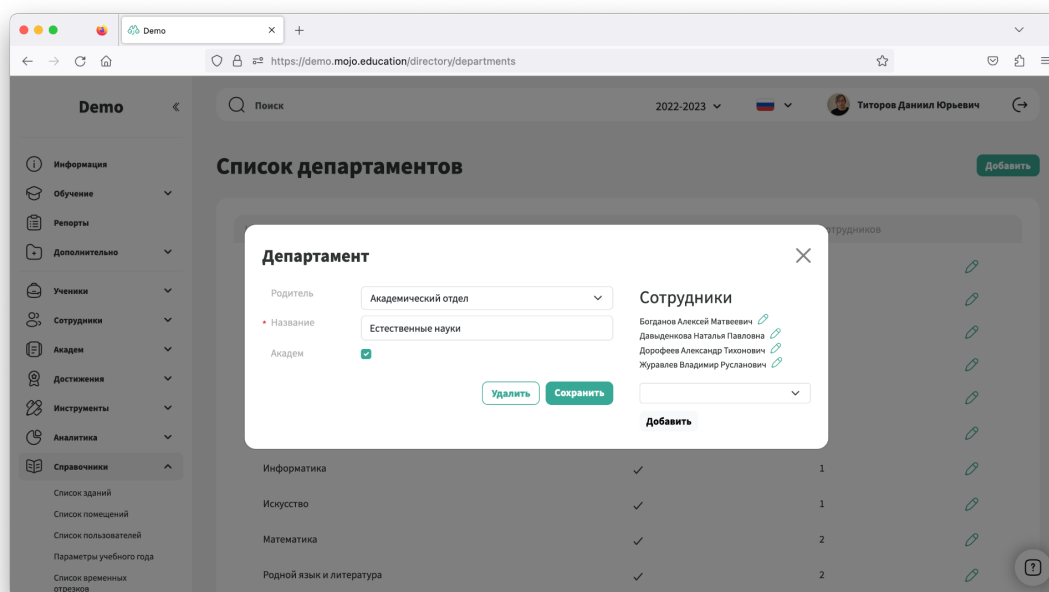 Demo
https://demo.mojo.education/directory/departments
Demo
Поиск
2022-2023
Титоров Даниил Юрьевич
Информация
Обучение
Репорты
Дополнительно
Ученики
Сотрудники
Академ
Достижения
Инструменты
Аналитика
Справочники
Список зданий
Список помещений
Список пользователей
Параметры учебного года
Список временных
отрезков
Список департаментов
Добавить
Департамент
Родитель
Академический отдел
* Название
Естественные науки
Академ
Удалить
Сохранить
Сотрудники
Богданов Алексей Матвеевич
Давыденкова Наталья Павловна
Дорофеев Александр Тихонович
Журавлев Владимир Русланович
Добавить
Информатика 1
Искусство 1
Математика 2
Родной язык и литература 2